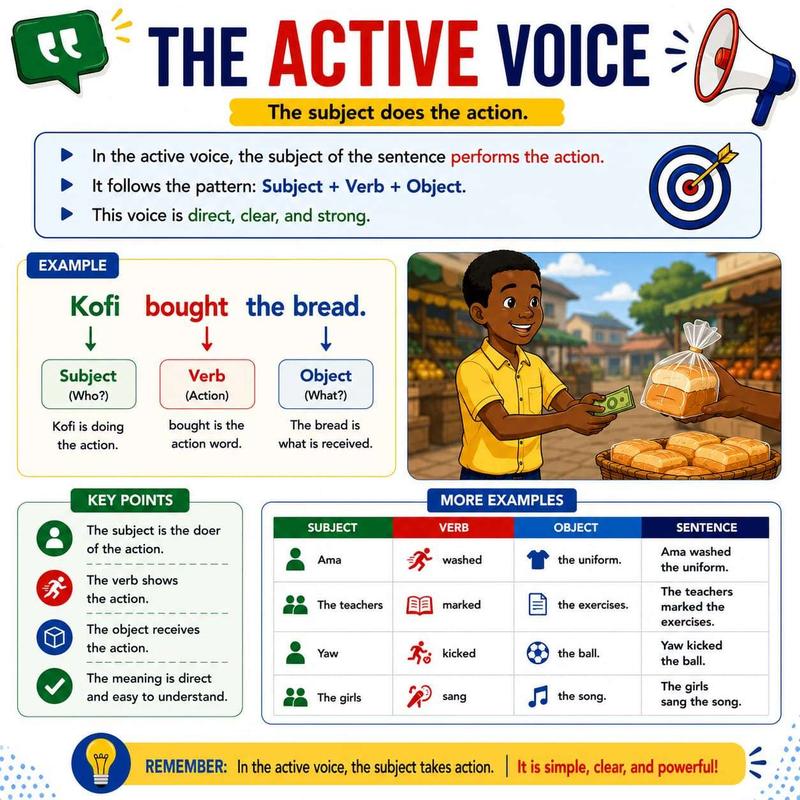 THE ACTIVE VOICE
The subject does the action.
In the active voice, the subject of the sentence performs the action.
It follows the pattern: Subject + Verb + Object.
This voice is direct, clear, and strong.
EXAMPLE
Kofi bought the bread.
Subject
(Who?)
Kofi is doing
the action.
Verb
(Action)
bought is the
action word.
Object
(What?)
The bread is
what is received.
KEY POINTS
The subject is the doer
of the action.
The verb shows
the action.
The object receives
the action.
The meaning is direct
and easy to understand.
MORE EXAMPLES
SUBJECT VERB OBJECT SENTENCE
Ama washed the uniform. Ama washed
the uniform.
The teachers marked the exercises. The teachers
marked the
exercises.
Yaw kicked the ball. Yaw kicked
the ball.
The girls sang the song. The girls
sang the song.
REMEMBER: In the active voice, the subject takes action. | It is simple, clear, and powerful!